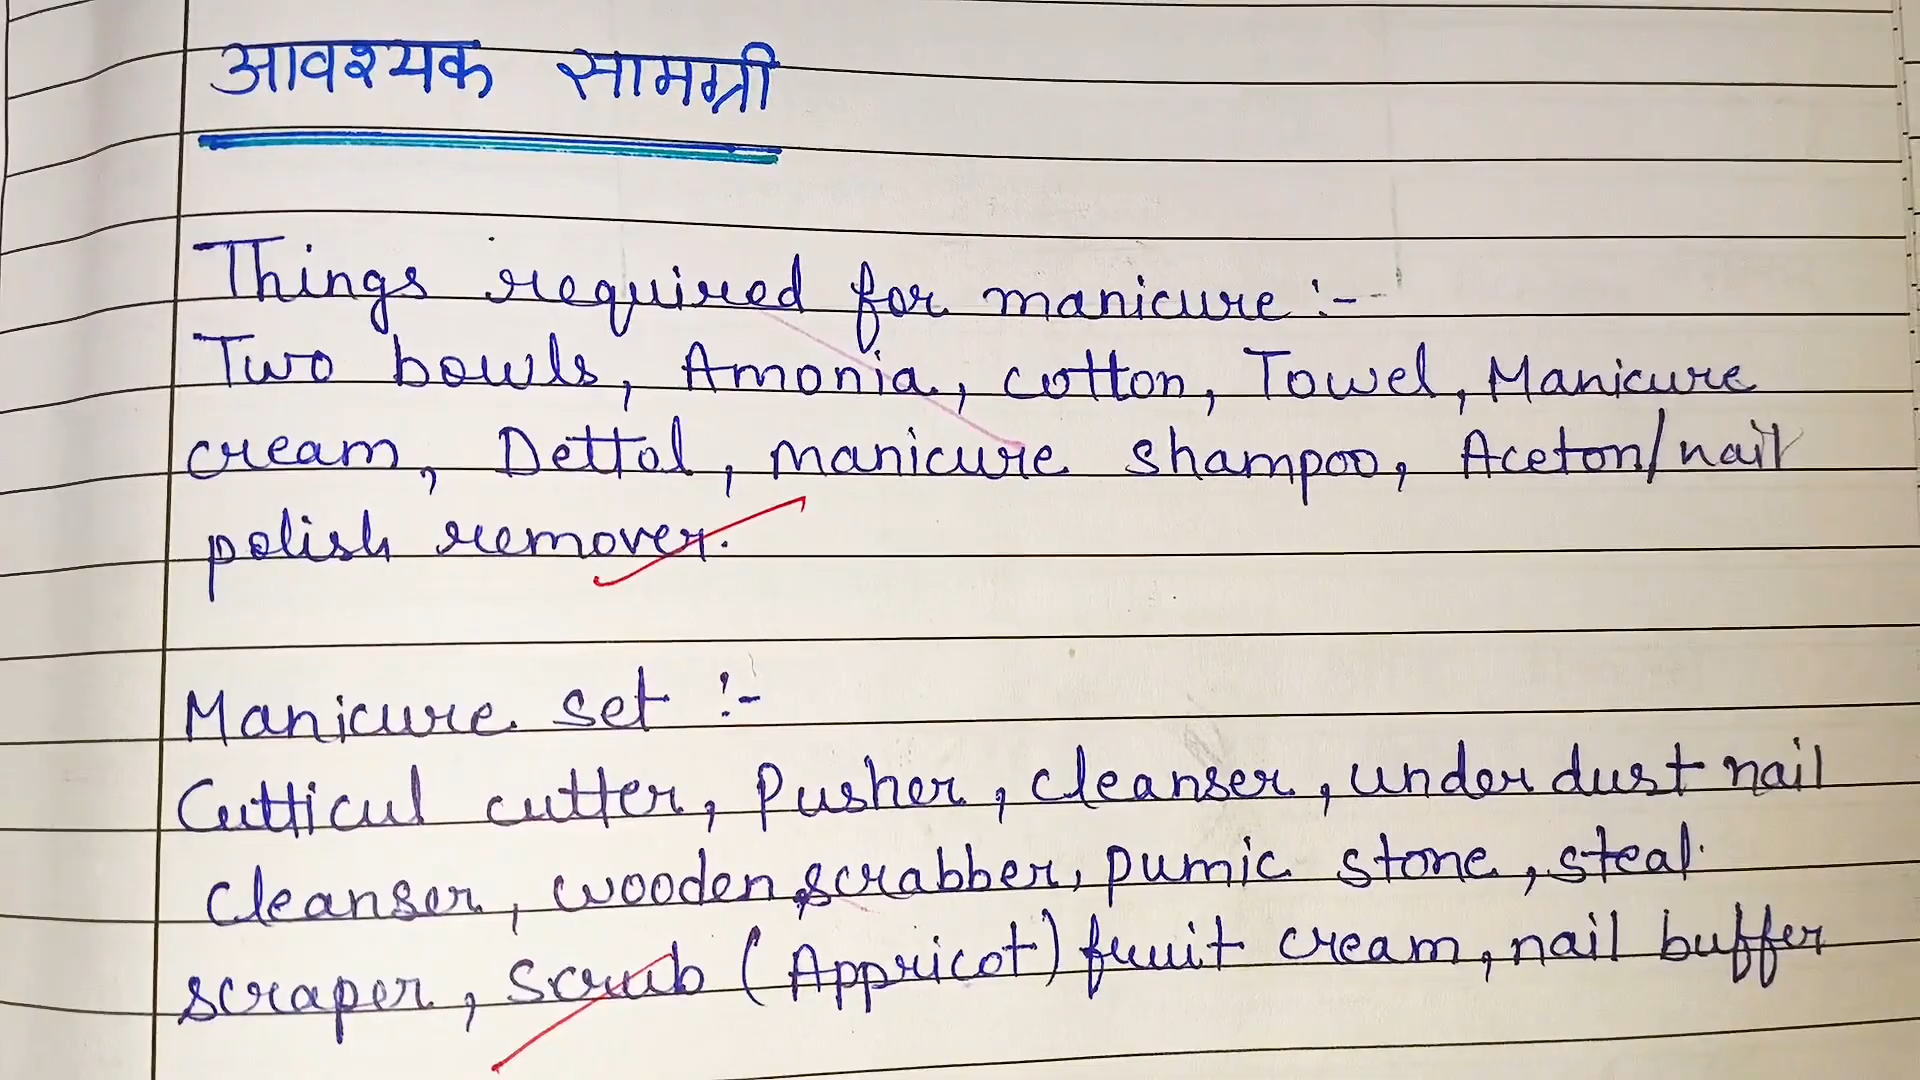 आवश्यक सामग्री
Things required for manicure :-
Two bowls, Amonia, cotton, Towel, Manicure
cream, Dettol, manicure shampoo, Aceton/nail
polish remover.
Manicure set :-
Cutticul cutter, Pusher, cleanser, under dust nail
cleanser, wooden scrabber, pumic stone, steal
scraper, scrub (Appricot) fruit cream, nail buffer